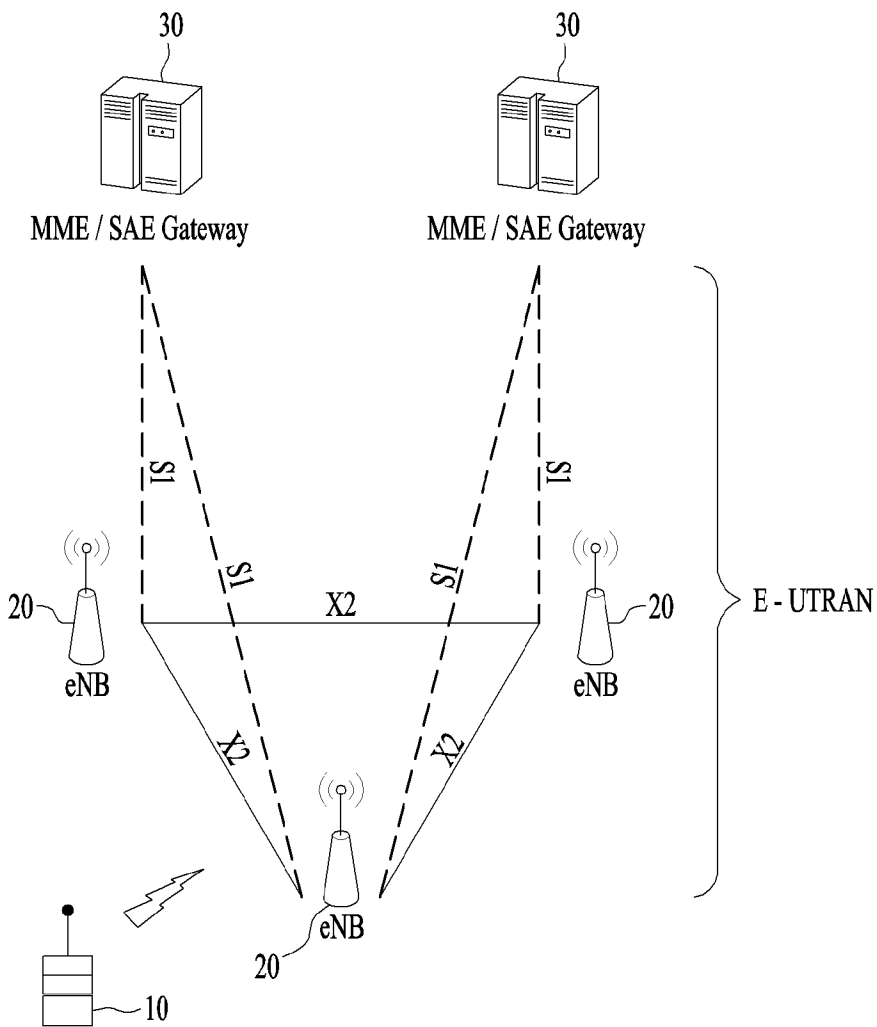 30
30
MME / SAE Gateway
MME / SAE Gateway
S1
S1
S1
S1
X2
20
20
eNB
eNB
E - UTRAN
X2
X2
20
eNB
10